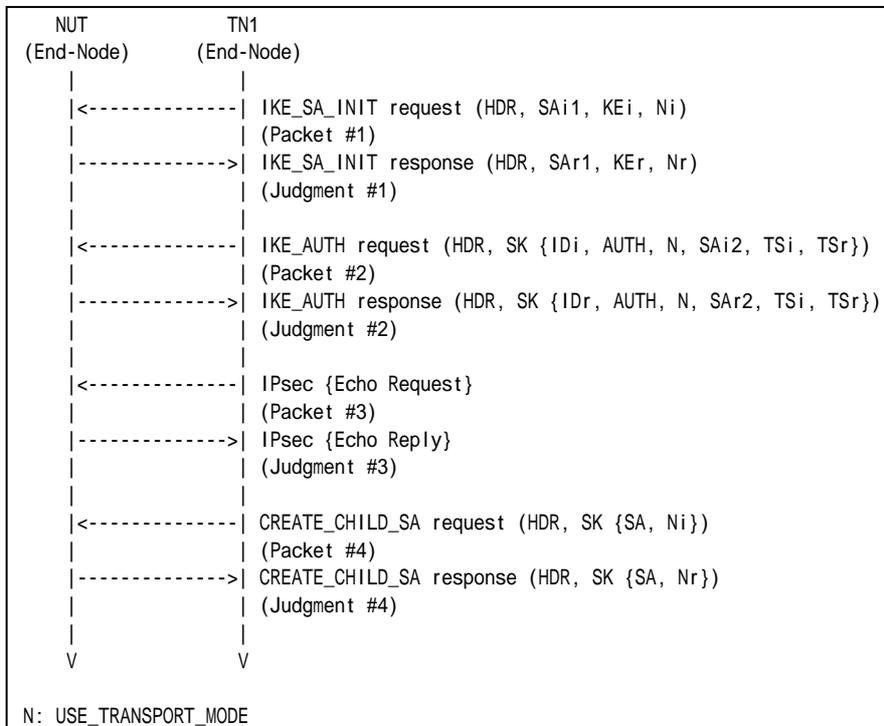 NUT TN1
(End-Node) (End-Node)
| |
|<--------------| IKE_SA_INIT request (HDR, SAi1, KEi, Ni)
| | (Packet #1)
|-------------->| IKE_SA_INIT response (HDR, SAr1, KEr, Nr)
| | (Judgment #1)
| |
|<--------------| IKE_AUTH request (HDR, SK {IDi, AUTH, N, SAi2, TSi, TSr})
| | (Packet #2)
|-------------->| IKE_AUTH response (HDR, SK {IDr, AUTH, N, SAr2, TSi, TSr})
| | (Judgment #2)
| |
|<--------------| IPsec {Echo Request}
| | (Packet #3)
|-------------->| IPsec {Echo Reply}
| | (Judgment #3)
| |
|<--------------| CREATE_CHILD_SA request (HDR, SK {SA, Ni})
| | (Packet #4)
|-------------->| CREATE_CHILD_SA response (HDR, SK {SA, Nr})
| | (Judgment #4)
| |
V V
N: USE_TRANSPORT_MODE